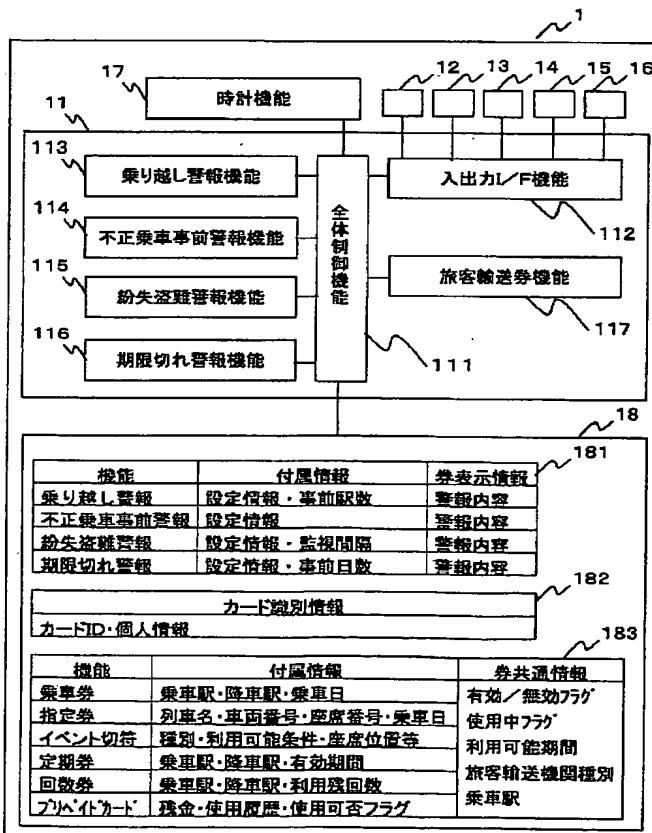 1
17
12 13 14 15 16
時計機能
11
113
乗り越し警報機能
入出力I/F機能
114
112
不正乗車事前警報機能
全体制御機能
115
旅客輸送券機能
紛失盗難警報機能
117
116
期限切れ警報機能
111
18
181
機能 付属情報 券表示情報
乗り越し警報 設定情報・事前駅数 警報内容
不正乗車事前警報 設定情報 警報内容
紛失盗難警報 設定情報・監視間隔 警報内容
期限切れ警報 設定情報・事前日数 警報内容
182
カード識別情報
カードID・個人情報
183
機能 付属情報 券共通情報
乗車券 乗車駅・降車駅・乗車日 有効/無効フラグ
指定券 列車名・車両番号・座席番号・乗車日 使用中フラグ
イベント切符 種別・利用可能条件・座席位置等 利用可能期間
定期券 乗車駅・降車駅・有効期間 旅客輸送機関種別
回数券 乗車駅・降車駅・利用残回数 乗車駅
プリペイドカード 残金・使用履歴・使用可否フラグ